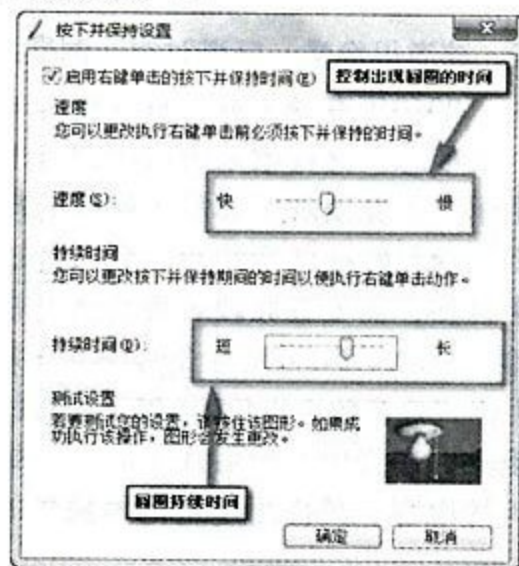 按下并保持设置
启用右键单击的按下并保持时间(E)
控制出现圆圈的时间
速度
您可以更改执行右键单击前必须按下并保持的时间。
速度(S):
快
慢
持续时间
您可以更改按下并保持期间的时间以便执行右键单击动作。
持续时间(D):
短
长
测试设置
若要测试您的设置，请按住该图形。如果成
功执行该操作，图形会发生更改。
圆圈持续时间
确定
取消